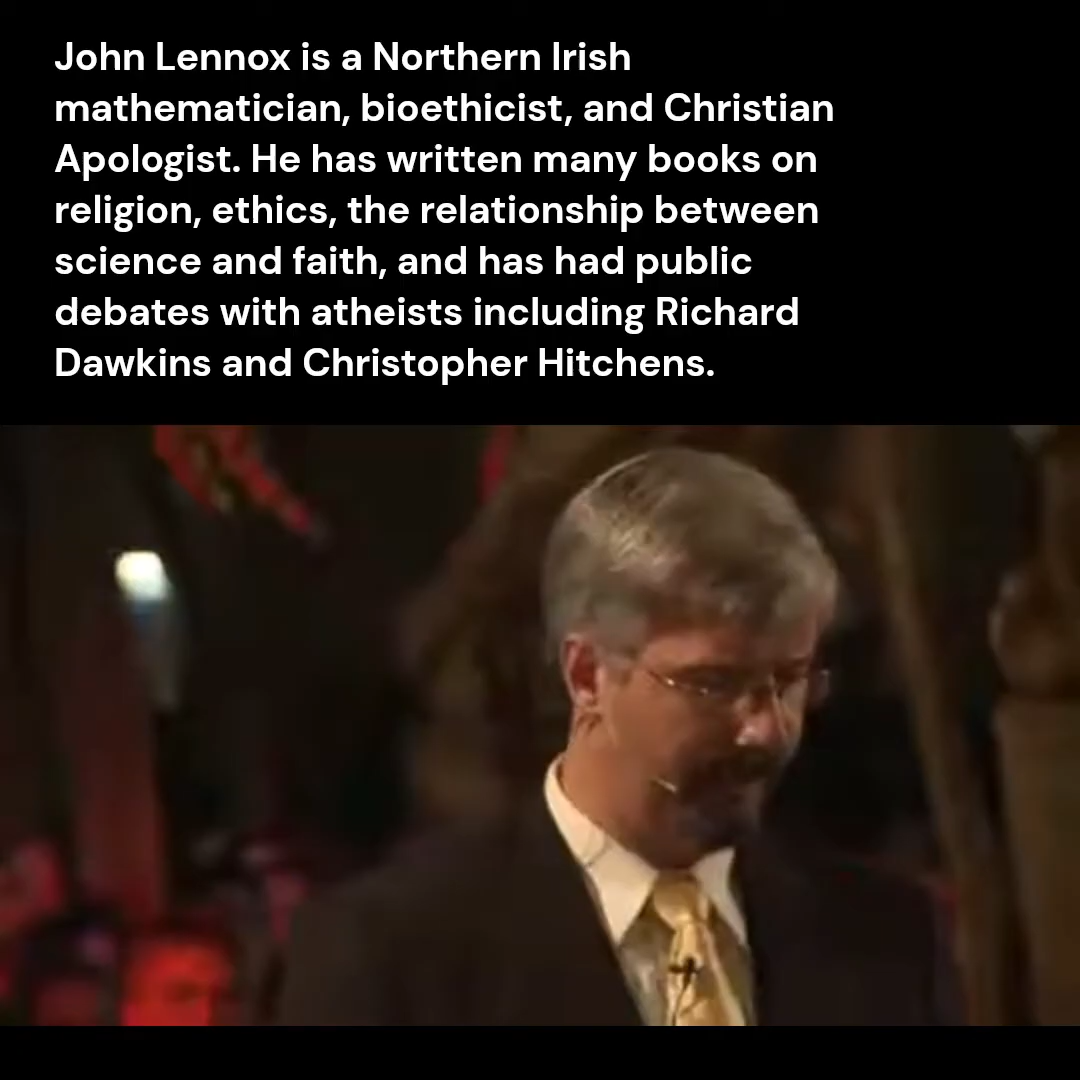 John Lennox is a Northern Irish
mathematician, bioethicist, and Christian
Apologist. He has written many books on
religion, ethics, the relationship between
science and faith, and has had public
debates with atheists including Richard
Dawkins and Christopher Hitchens.